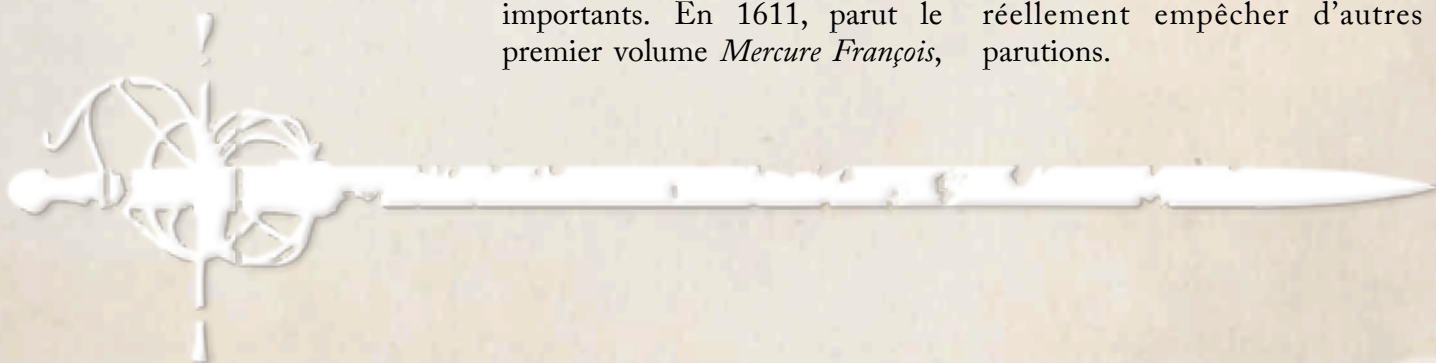 importants. En 1611, parut le
premier volume Mercure François,
réellement empêcher d’autres
parutions.